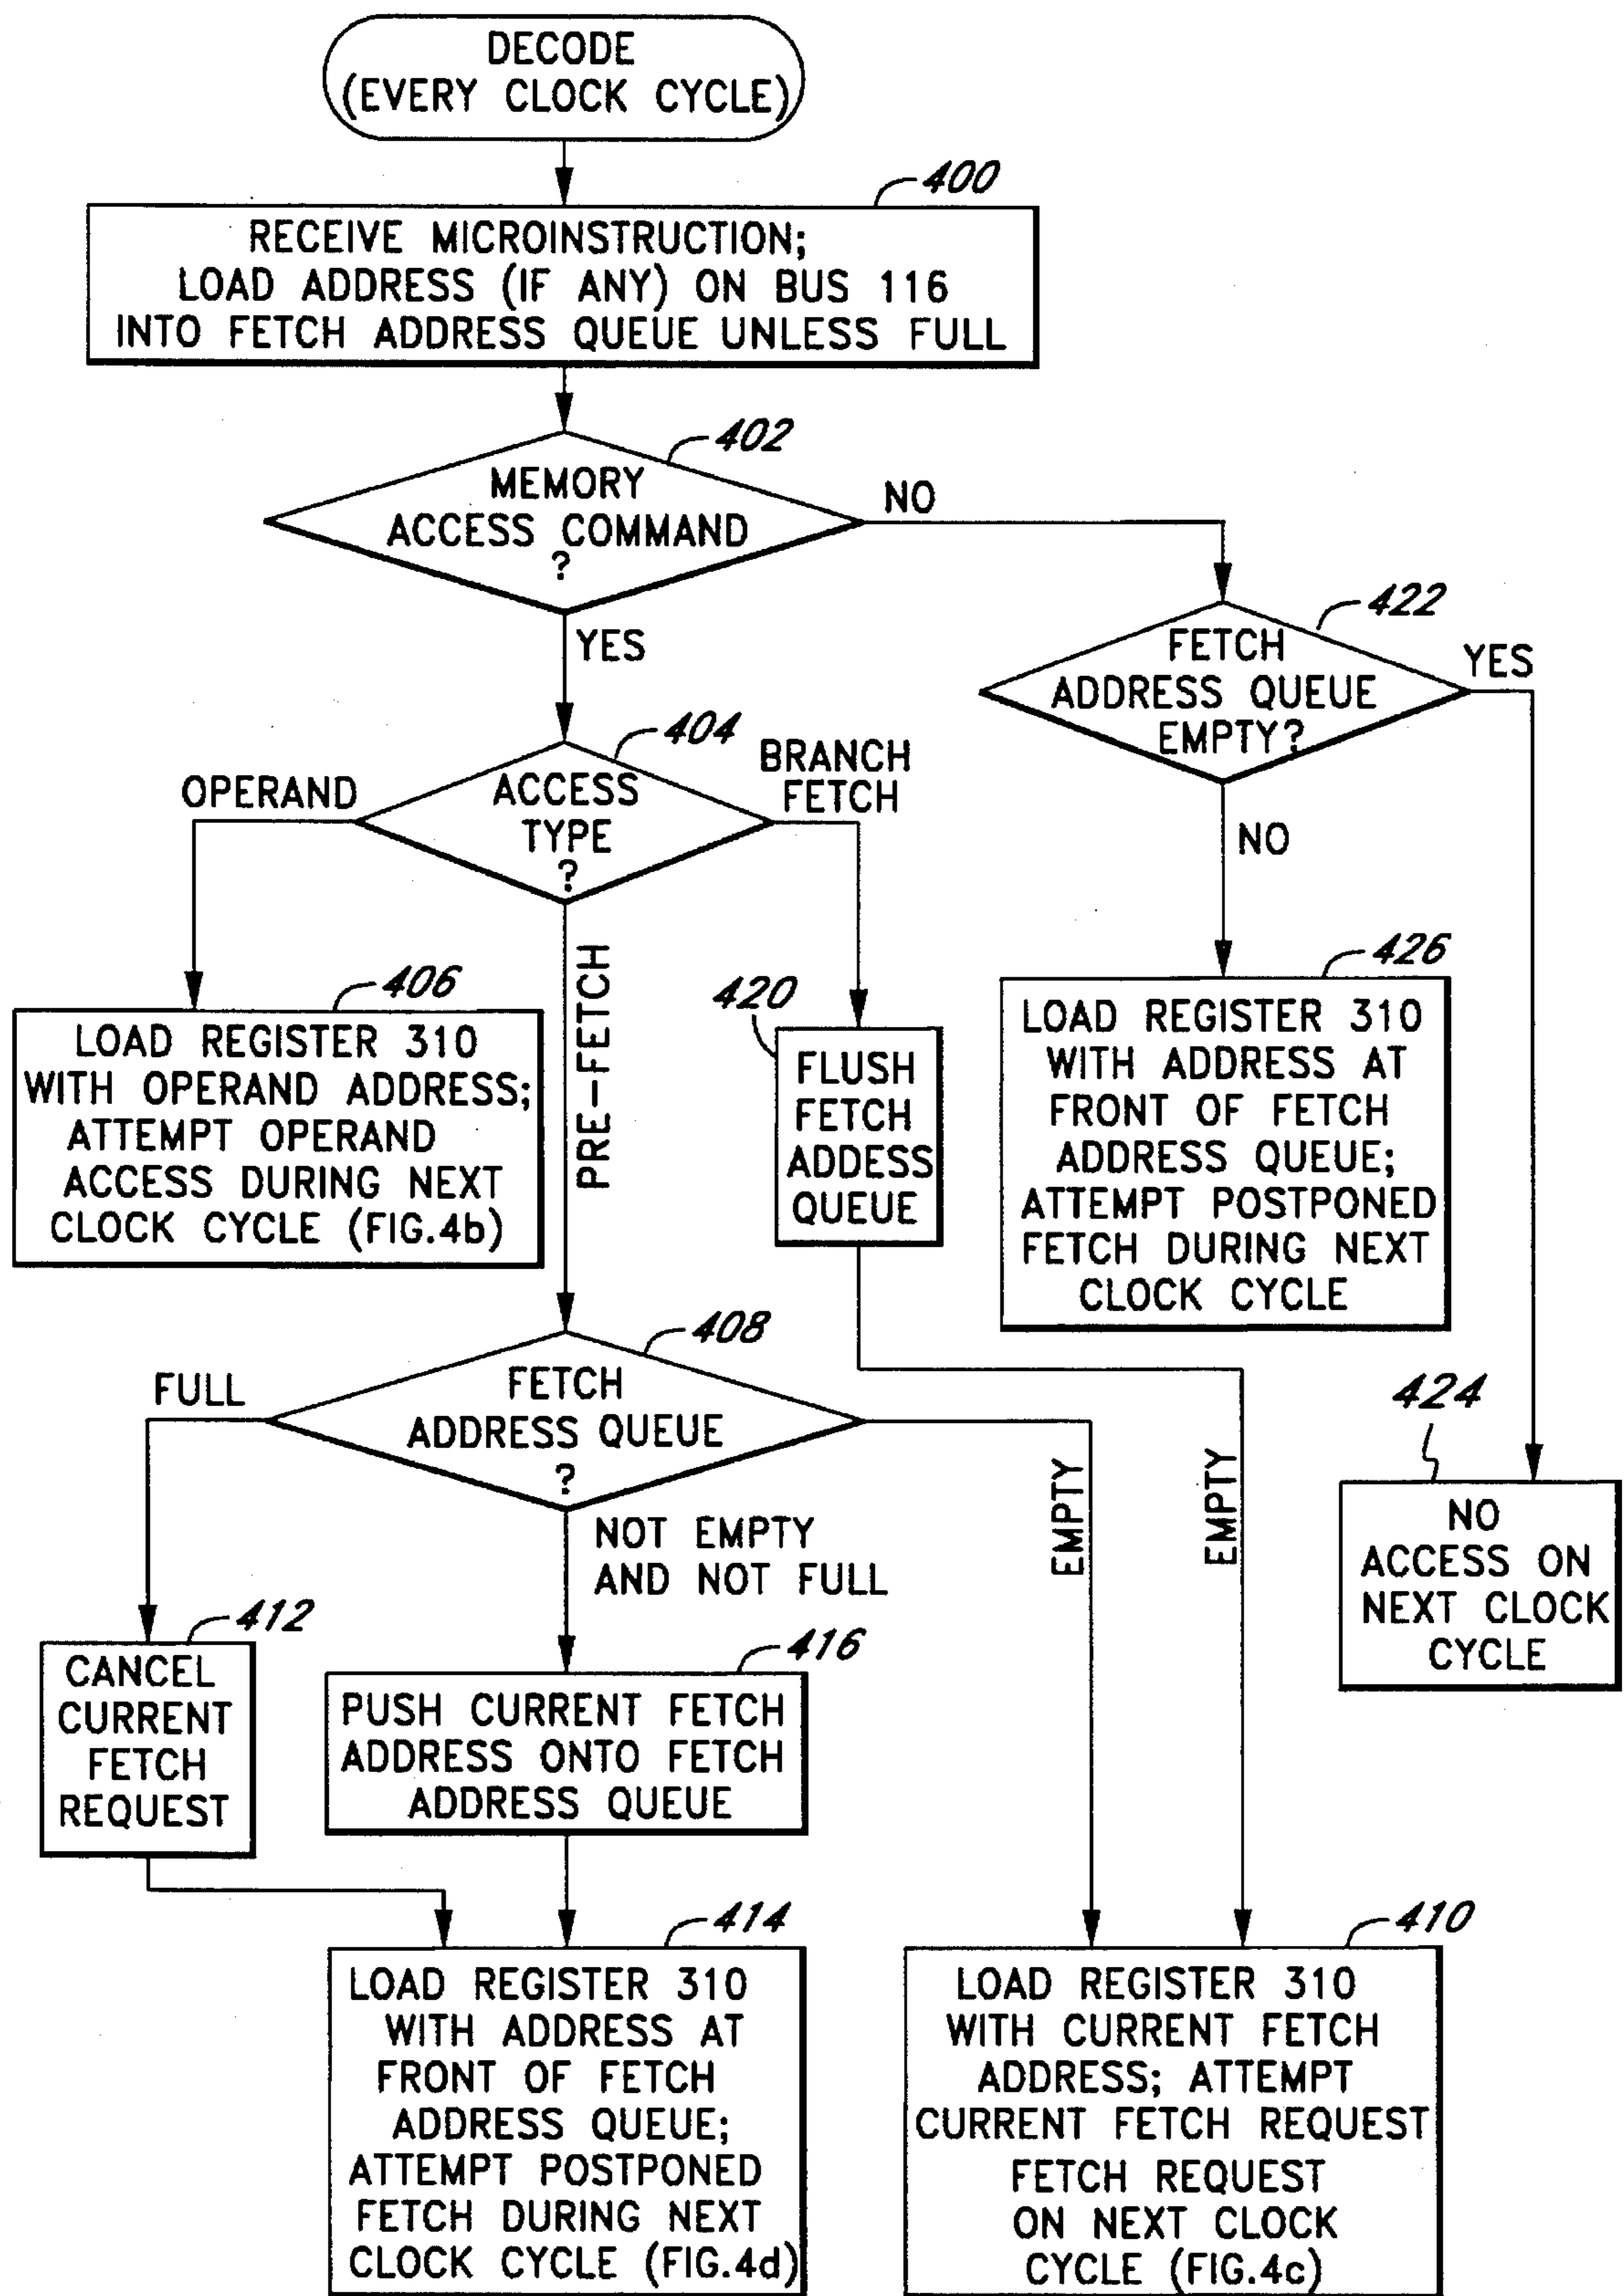 DECODE
(EVERY CLOCK CYCLE)
400
RECEIVE MICROINSTRUCTION;
LOAD ADDRESS (IF ANY) ON BUS 116
INTO FETCH ADDRESS QUEUE UNLESS FULL
402
MEMORY
ACCESS COMMAND
?
NO
YES
422
FETCH
ADDRESS QUEUE
EMPTY?
YES
NO
404
ACCESS
TYPE
?
OPERAND
BRANCH
FETCH
PRE-FETCH
406
LOAD REGISTER 310
WITH OPERAND ADDRESS;
ATTEMPT OPERAND
ACCESS DURING NEXT
CLOCK CYCLE (FIG.4b)
420
FLUSH
FETCH
ADDESS
QUEUE
426
LOAD REGISTER 310
WITH ADDRESS AT
FRONT OF FETCH
ADDRESS QUEUE;
ATTEMPT POSTPONED
FETCH DURING NEXT
CLOCK CYCLE
408
FETCH
ADDRESS QUEUE
?
FULL
NOT EMPTY
AND NOT FULL
EMPTY
EMPTY
424
NO
ACCESS ON
NEXT CLOCK
CYCLE
412
CANCEL
CURRENT
FETCH
REQUEST
416
PUSH CURRENT FETCH
ADDRESS ONTO FETCH
ADDRESS QUEUE
414
LOAD REGISTER 310
WITH ADDRESS AT
FRONT OF FETCH
ADDRESS QUEUE;
ATTEMPT POSTPONED
FETCH DURING NEXT
CLOCK CYCLE (FIG.4d)
410
LOAD REGISTER 310
WITH CURRENT FETCH
ADDRESS; ATTEMPT
CURRENT FETCH REQUEST
FETCH REQUEST
ON NEXT CLOCK
CYCLE (FIG.4c)